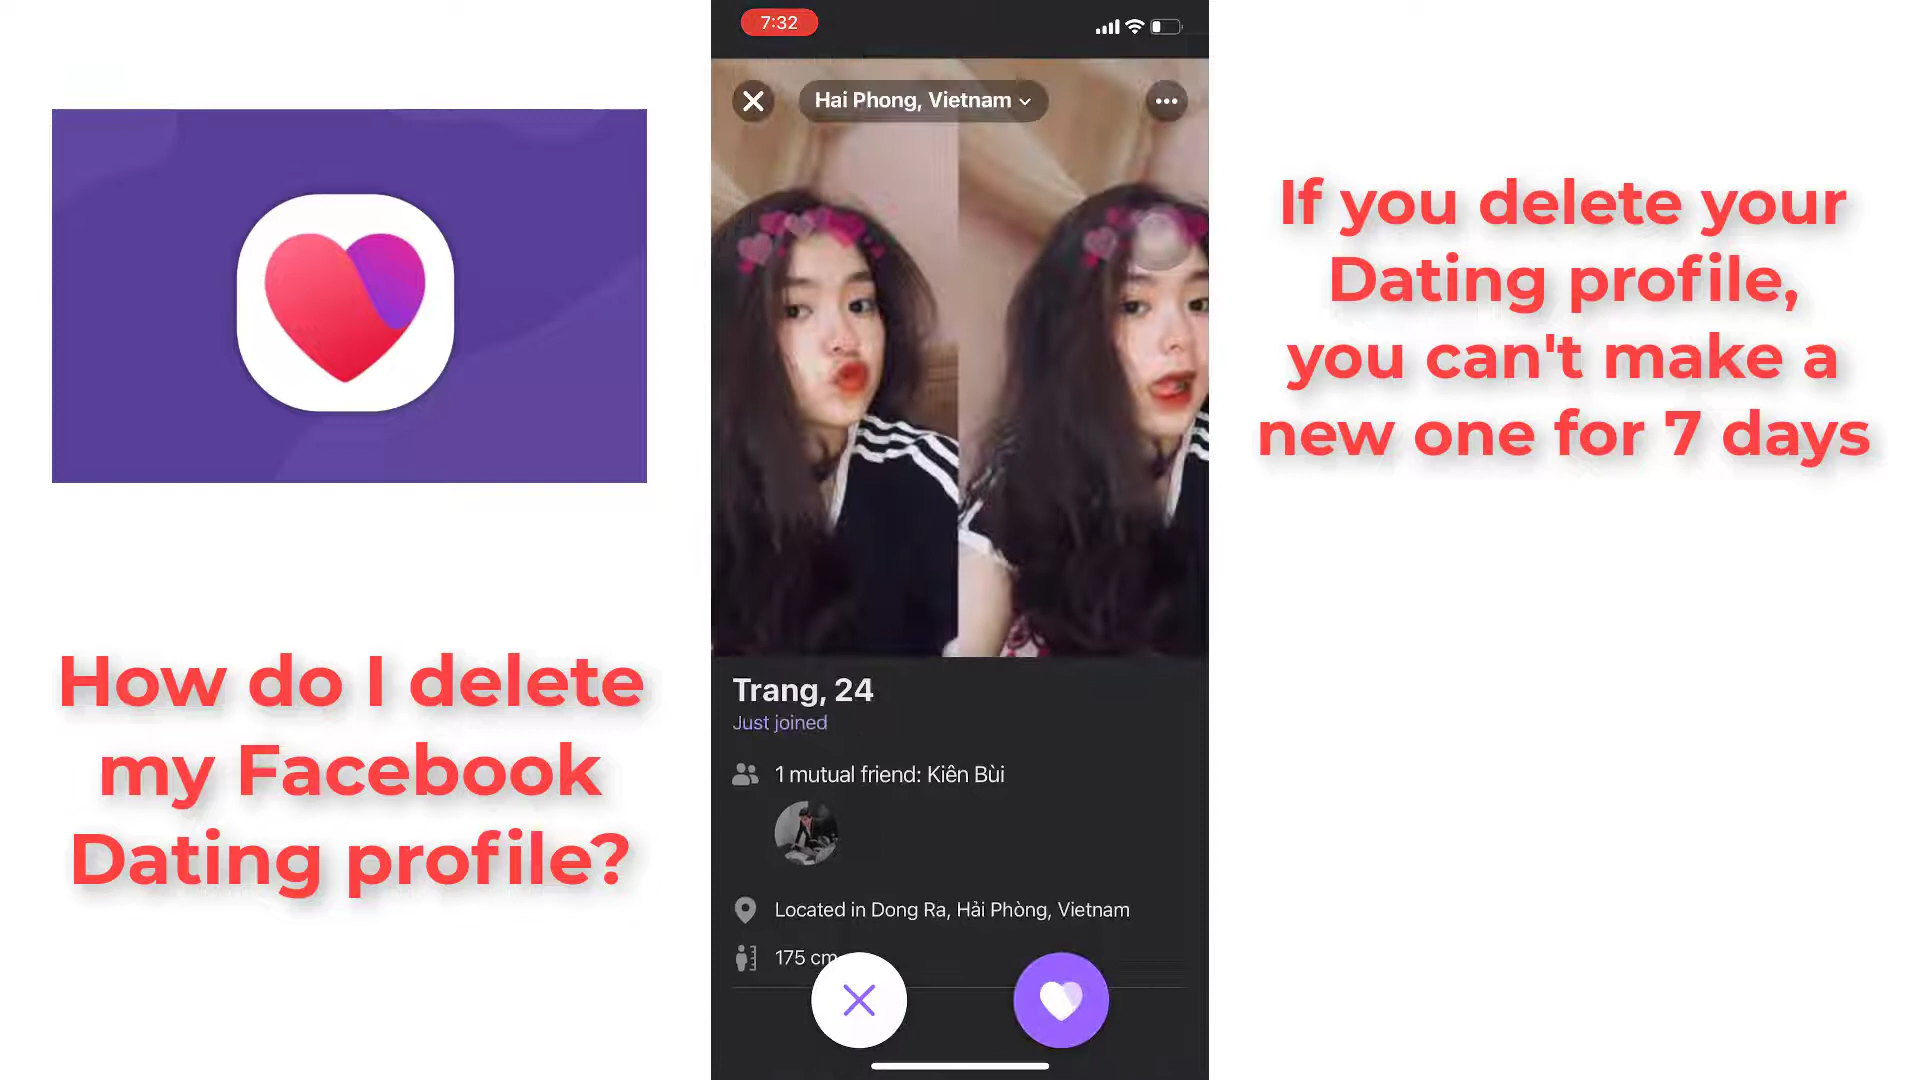 7:32
Hai Phong, Vietnam
If you delete your
Dating profile,
you can't make a
new one for 7 days
How do I delete
my Facebook
Dating profile?
Trang, 24
Just joined
1 mutual friend: Kiên Bùi
Located in Dong Ra, Hải Phòng, Vietnam
175 cm